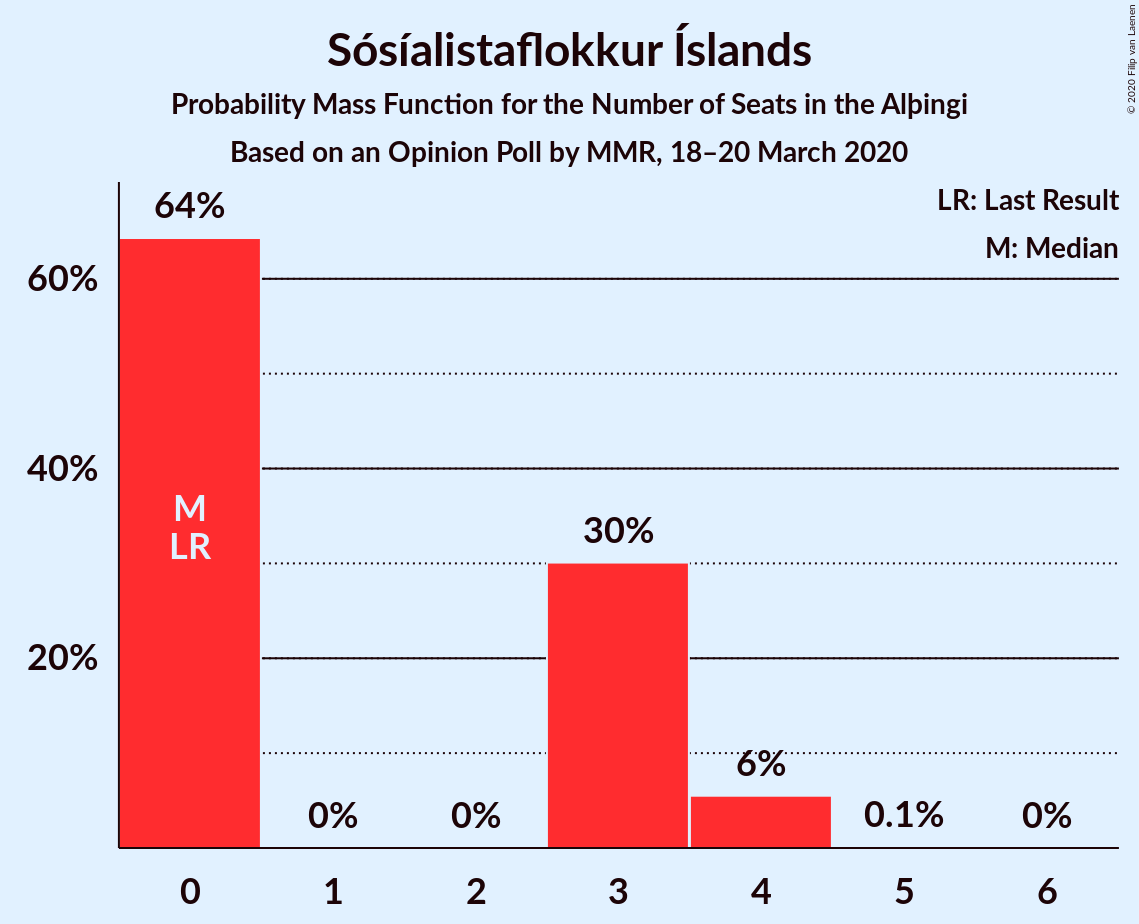 Sósíalistaflokkur Íslands
Probability Mass Function for the Number of Seats in the Alþingi
Based on an Opinion Poll by MMR, 18–20 March 2020
© 2020 Filip van Laenen
LR: Last Result
M: Median
64%
60%
40%
M
LR
30%
20%
6%
0%
0%
0.1%
0%
0
1
2
3
4
5
6